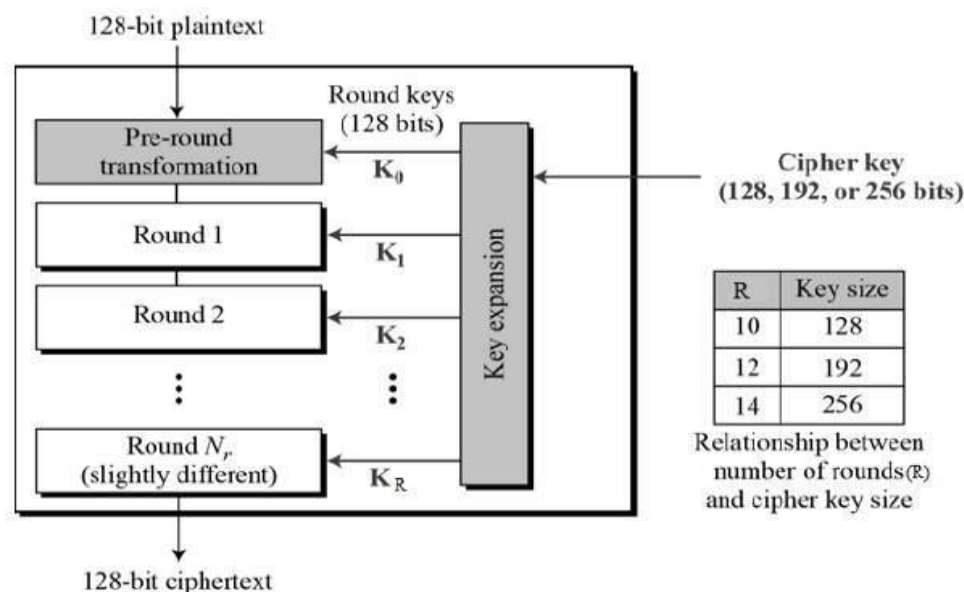 128-bit plaintext
Round keys
(128 bits)
Pre-round
transformation
K₀
Cipher key
(128, 192, or 256 bits)
Round 1
K₁
Round 2
K₂
Key expansion
R Key size
10 128
12 192
14 256
Round Nᵣ
(slightly different)
K_R
Relationship between
number of rounds(R)
and cipher key size
128-bit ciphertext